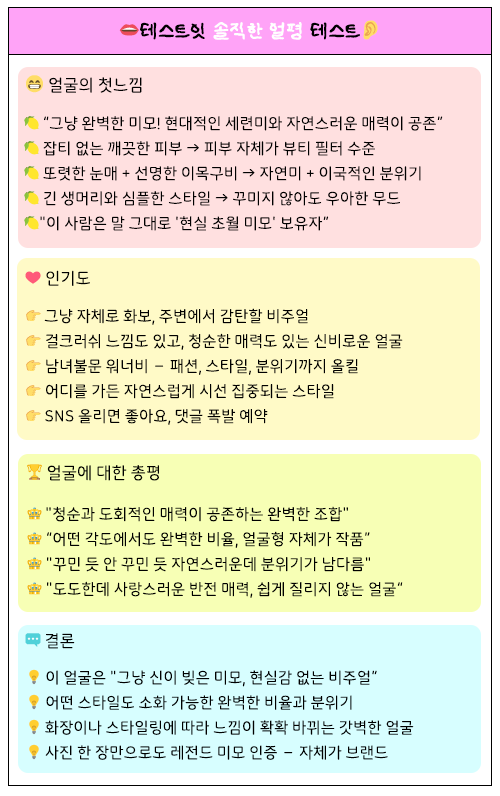 테스트힛 솔직한 얼평 테스트
얼굴의 첫느낌
“그냥 완벽한 미모! 현대적인 세련미와 자연스러운 매력이 공존”
잡티 없는 깨끗한 피부 → 피부 자체가 뷰티 필터 수준
또렷한 눈매 + 선명한 이목구비 → 자연미 + 이국적인 분위기
긴 생머리와 심플한 스타일 → 꾸미지 않아도 우아한 무드
"이 사람은 말 그대로 '현실 초월 미모' 보유자”
인기도
그냥 자체로 화보, 주변에서 감탄할 비주얼
걸크러쉬 느낌도 있고, 청순한 매력도 있는 신비로운 얼굴
남녀불문 워너비 – 패션, 스타일, 분위기까지 올킬
어디를 가든 자연스럽게 시선 집중되는 스타일
SNS 올리면 좋아요, 댓글 폭발 예약
얼굴에 대한 총평
"청순과 도회적인 매력이 공존하는 완벽한 조합"
“어떤 각도에서도 완벽한 비율, 얼굴형 자체가 작품”
"꾸민 듯 안 꾸민 듯 자연스러운데 분위기가 남다름"
"도도한데 사랑스러운 반전 매력, 쉽게 질리지 않는 얼굴“
결론
이 얼굴은 "그냥 신이 빚은 미모, 현실감 없는 비주얼”
어떤 스타일도 소화 가능한 완벽한 비율과 분위기
화장이나 스타일링에 따라 느낌이 확확 바뀌는 갓벽한 얼굴
사진 한 장만으로도 레전드 미모 인증 – 자체가 브랜드